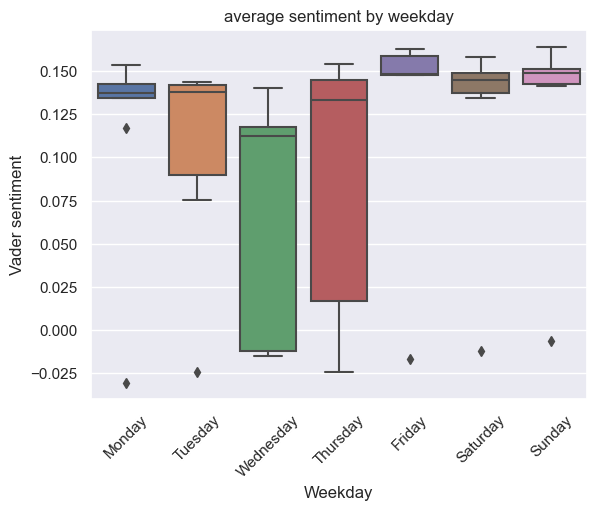 average sentiment by weekday
Vader sentiment
0.150
0.125
0.100
0.075
0.050
0.025
0.000
−0.025
Monday
Tuesday
Wednesday
Thursday
Friday
Saturday
Sunday
Weekday